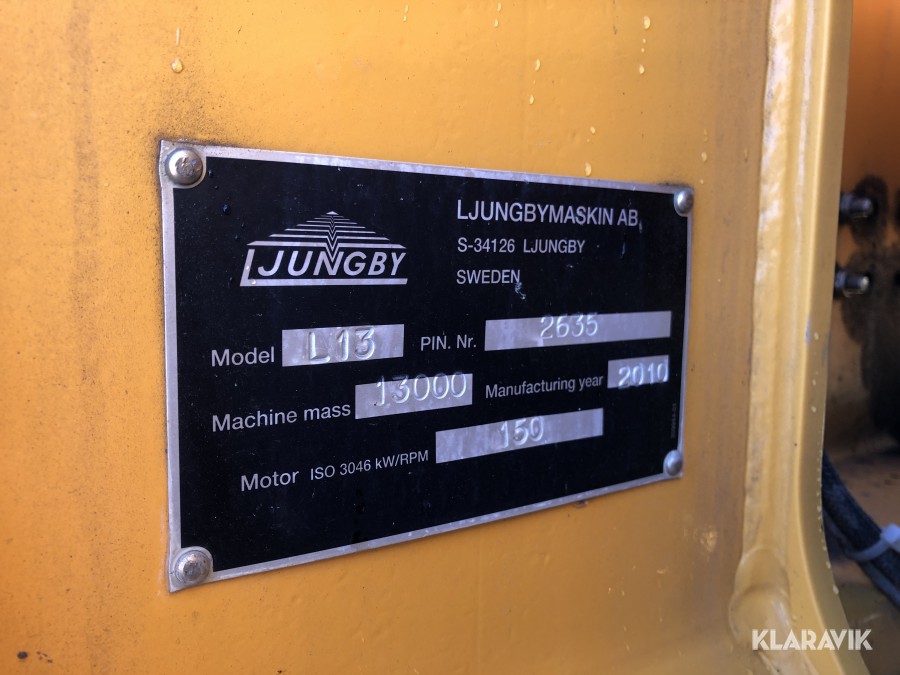 LJUNGBY
LJUNGBYMASKIN AB,
S-34126 LJUNGBY
SWEDEN
Model L13 PIN. Nr. 2635
Machine mass 13000 Manufacturing year 2010
Motor ISO 3046 kW/RPM 150
KLARAVIK